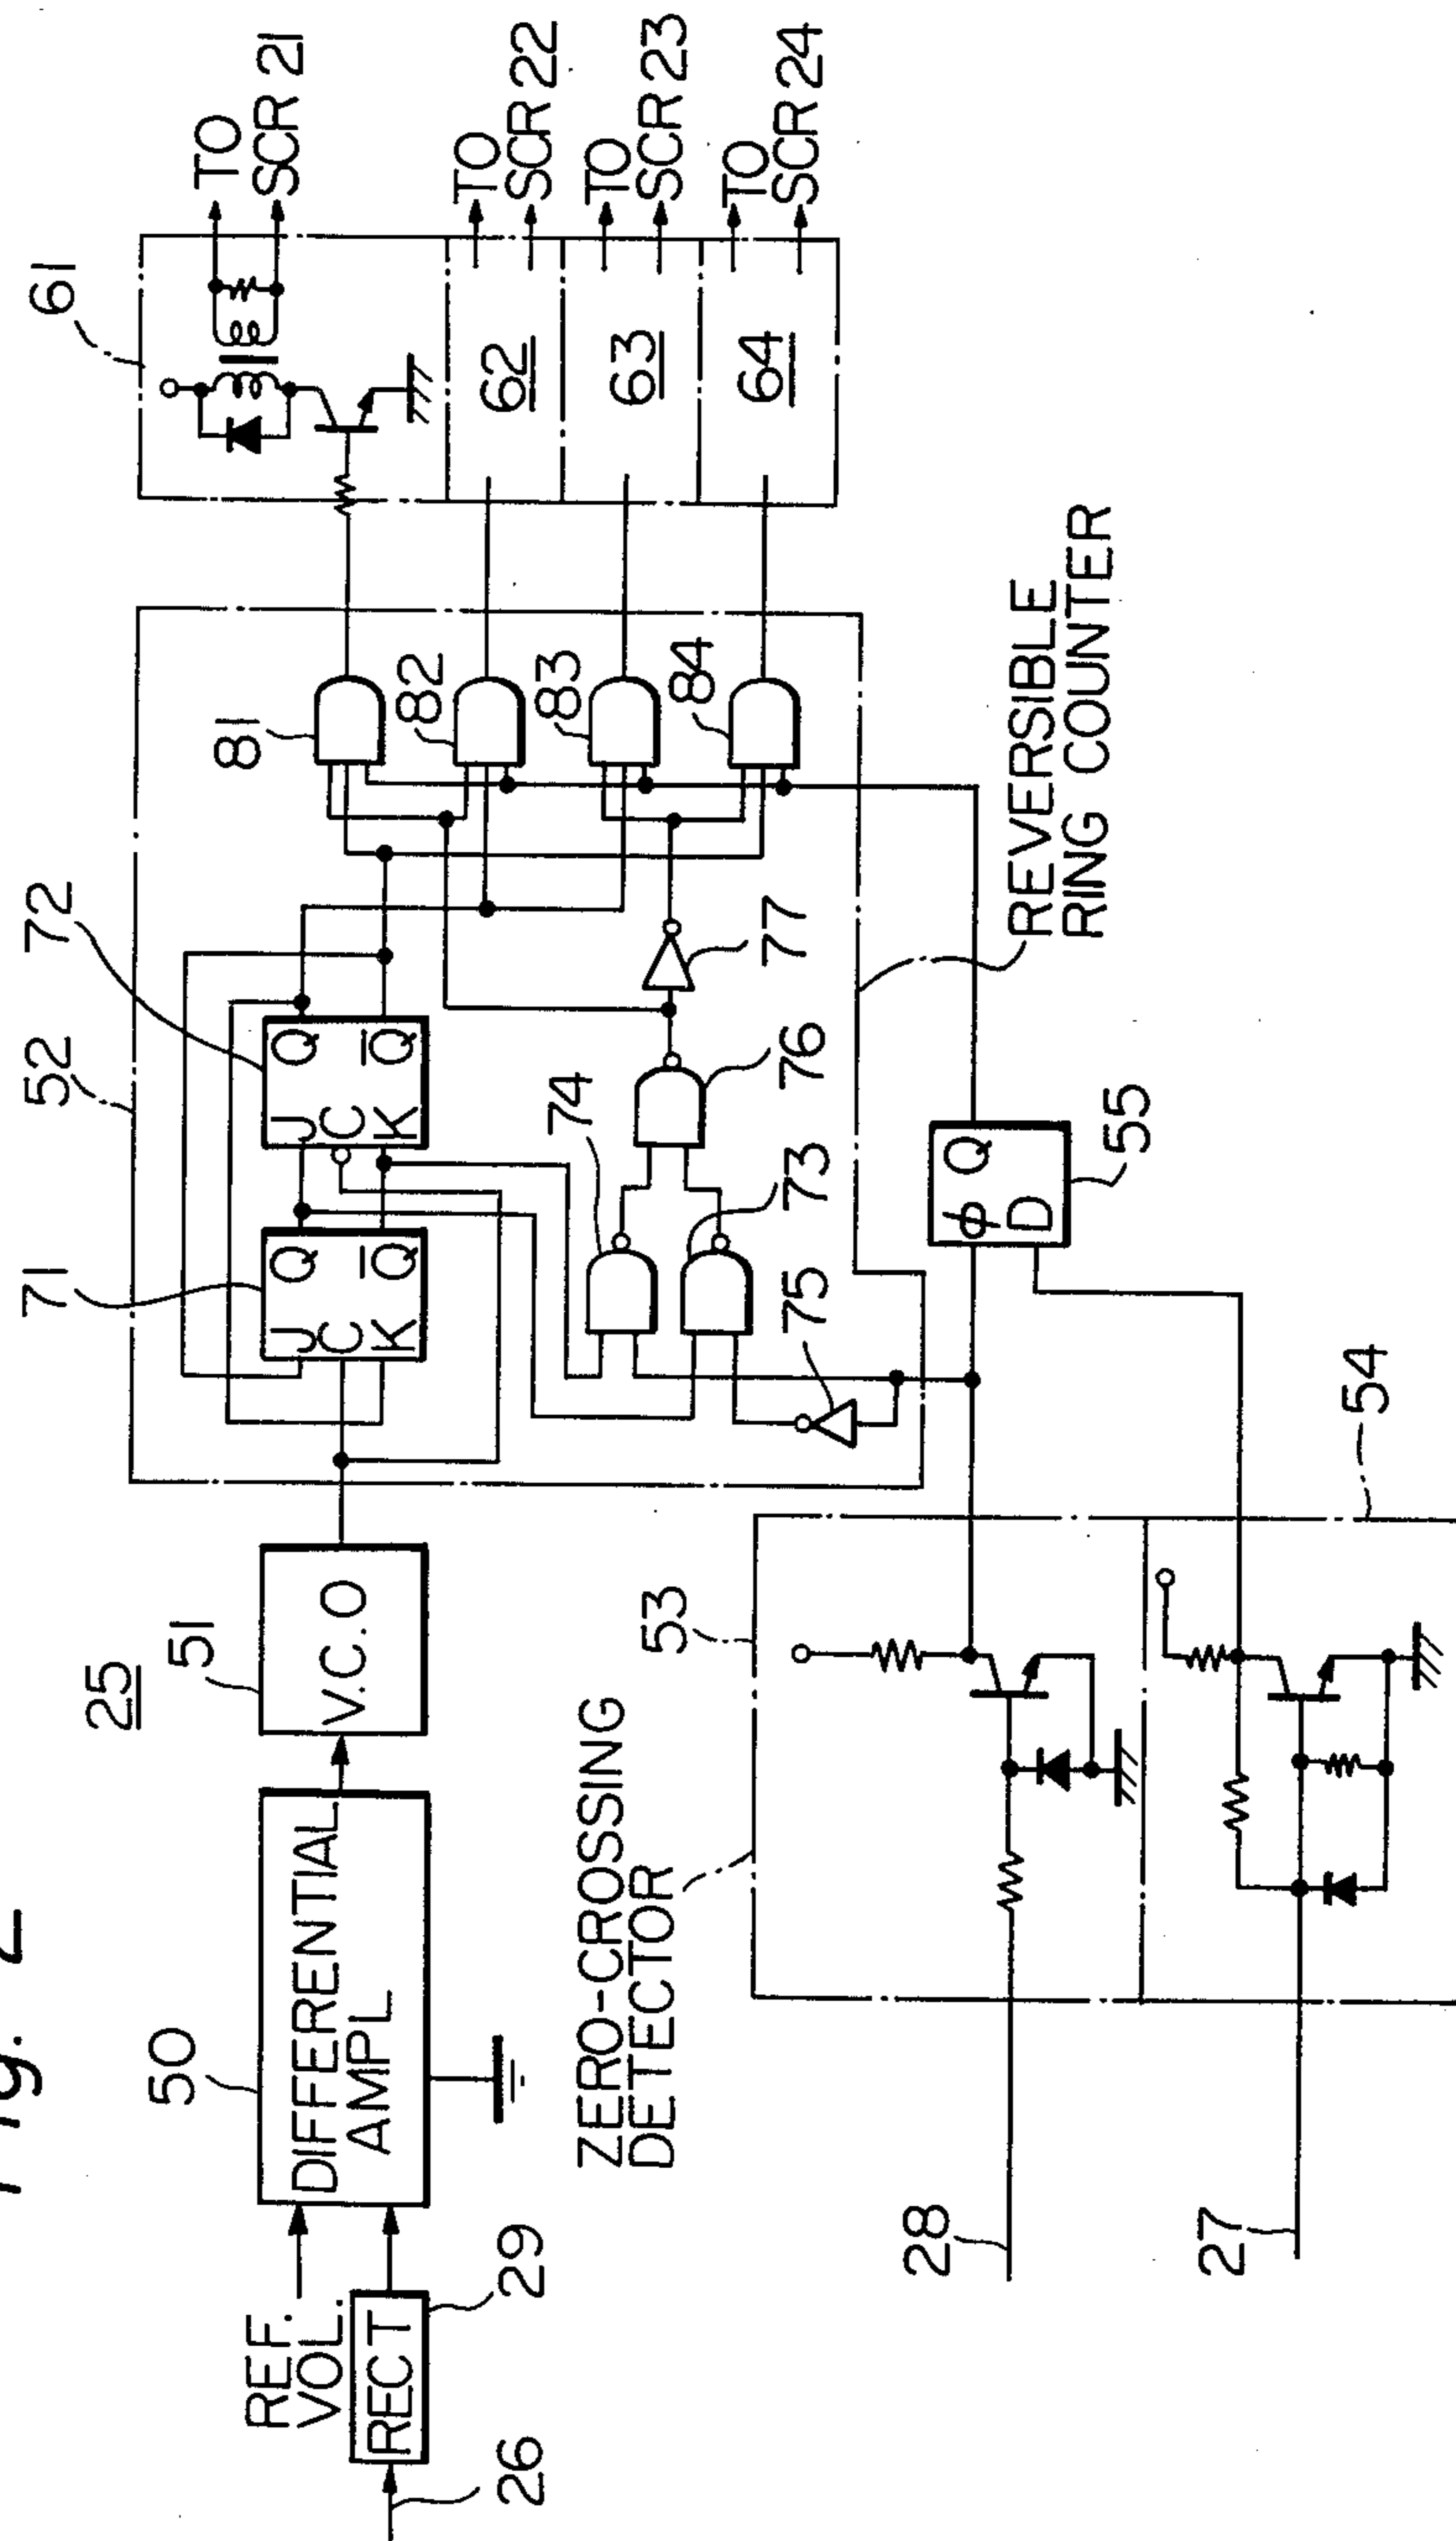 Fig. 2
25
26
RECT
29
REF.
VOL.
50
DIFFERENTIAL
AMPL
51
V.C.O
52
71
J
C
K
Q
Q
72
J
C
K
Q
Q
74
73
75
76
77
81
82
83
84
61
62
63
64
TO
SCR 21
TO
SCR 22
TO
SCR 23
TO
SCR 24
REVERSIBLE
RING COUNTER
55
ϕ
D
Q
ZERO-CROSSING
DETECTOR
53
54
28
27